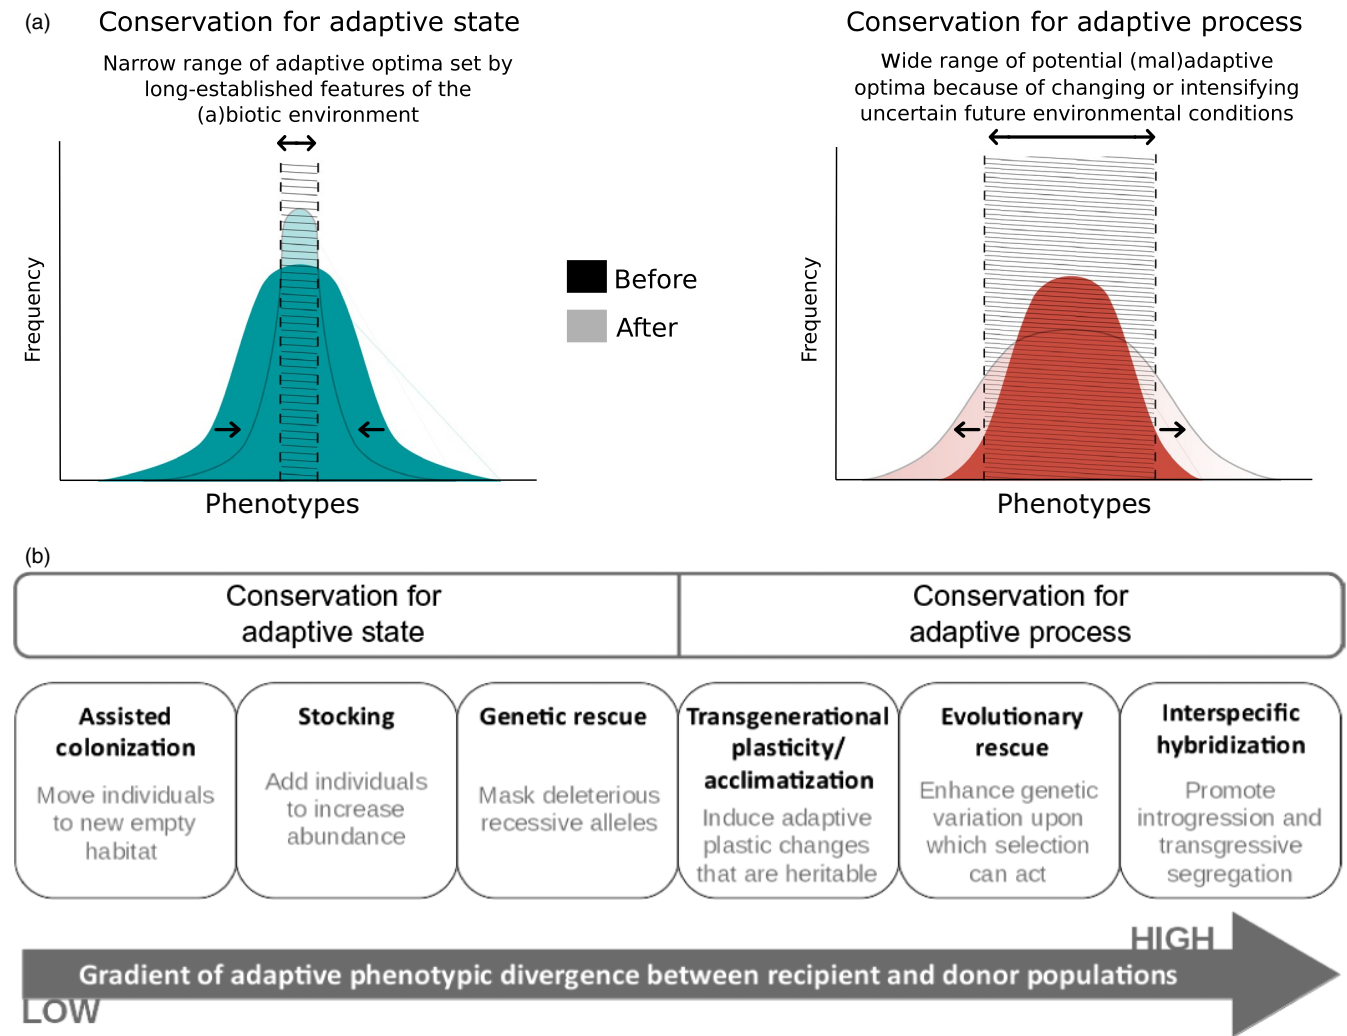 (a)
Conservation for adaptive state
Narrow range of adaptive optima set by
long-established features of the
(a)biotic environment
Frequency
Phenotypes
Before
After
Conservation for adaptive process
Wide range of potential (mal)adaptive
optima because of changing or intensifying
uncertain future environmental conditions
Frequency
Phenotypes
(b)
Conservation for
adaptive state
Conservation for
adaptive process
Assisted
colonization
Move individuals
to new empty
habitat
Stocking
Add individuals
to increase
abundance
Genetic rescue
Mask deleterious
recessive alleles
Transgenerational
plasticity/
acclimatization
Induce adaptive
plastic changes
that are heritable
Evolutionary
rescue
Enhance genetic
variation upon
which selection
can act
Interspecific
hybridization
Promote
introgression and
transgressive
segregation
HIGH
Gradient of adaptive phenotypic divergence between recipient and donor populations
LOW